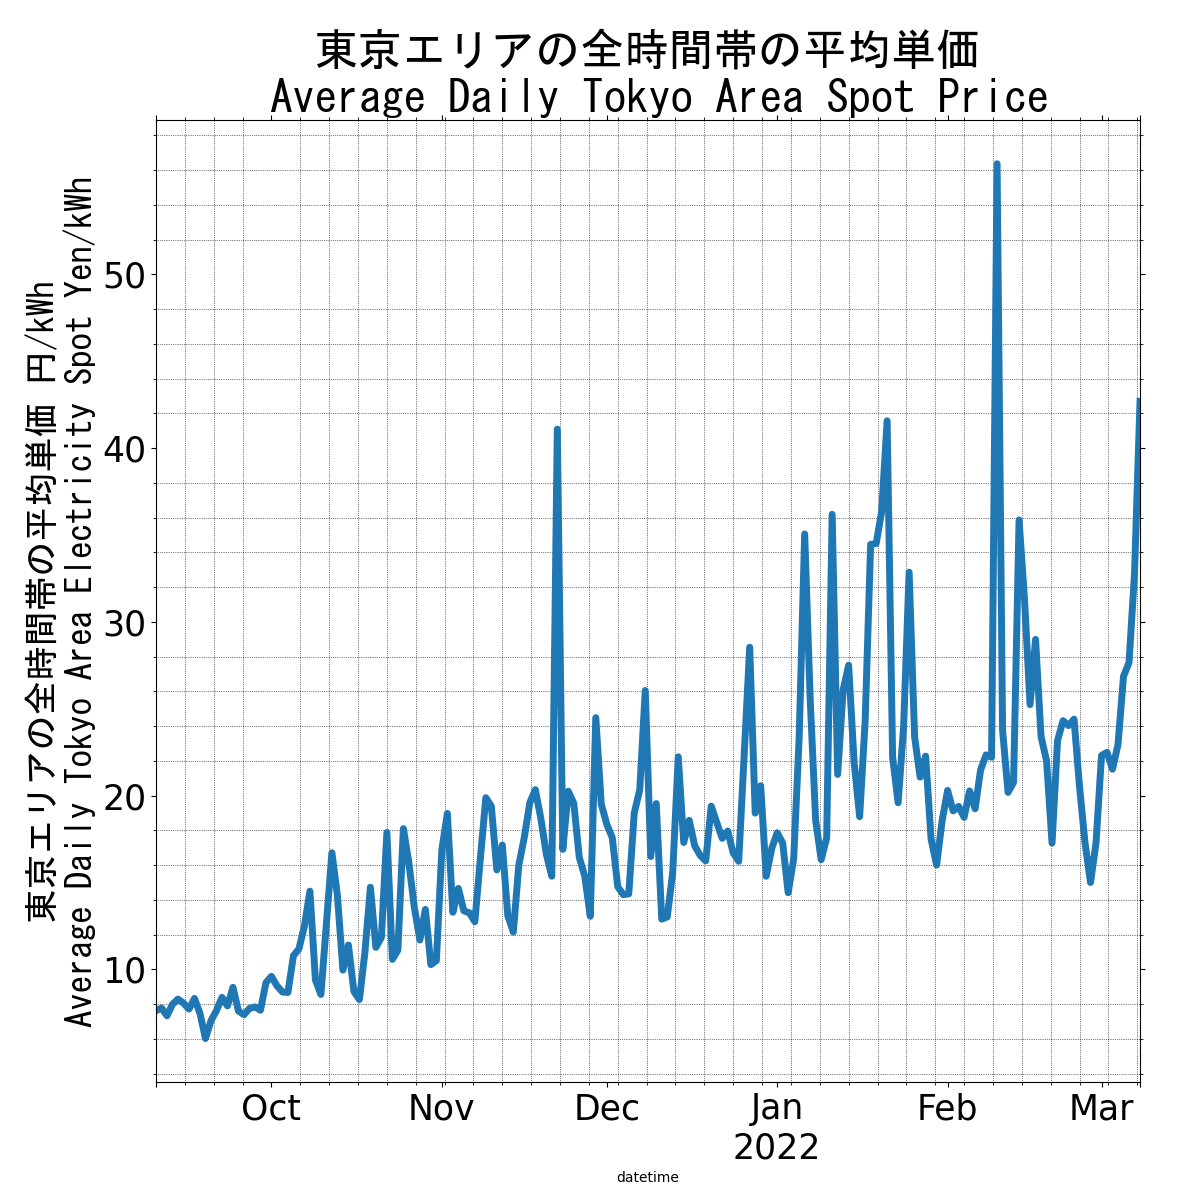 東京エリアの全時間帯の平均単価
Average Daily Tokyo Area Spot Price
東京エリアの全時間帯の平均単価 円/kWh
Average Daily Tokyo Area Electricity Spot Yen/kWh
50
40
30
20
10
Oct
Nov
Dec
Jan
2022
Feb
Mar
datetime